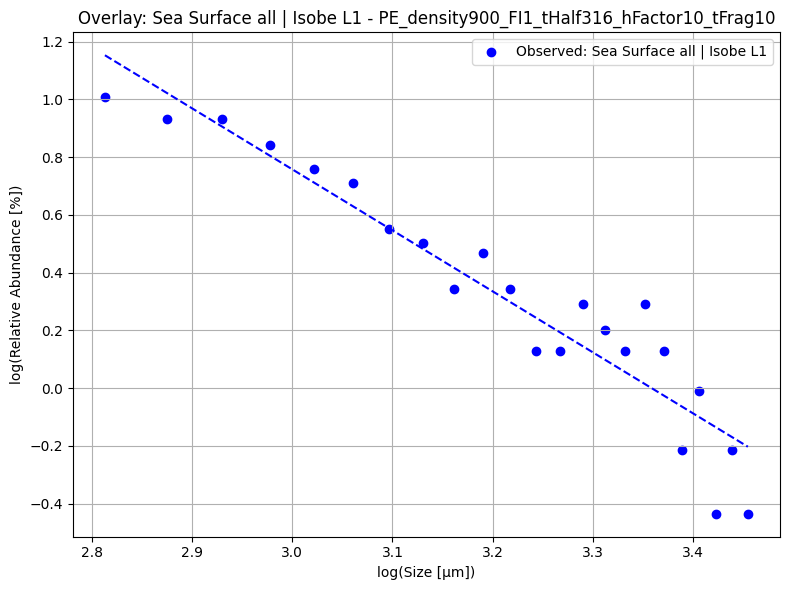 Overlay: Sea Surface all | Isobe L1 - PE_density900_FI1_tHalf316_hFactor10_tFrag10
Observed: Sea Surface all | Isobe L1
log(Relative Abundance [%])
1.2
1.0
0.8
0.6
0.4
0.2
0.0
−0.2
−0.4
2.8 2.9 3.0 3.1 3.2 3.3 3.4
log(Size [μm])